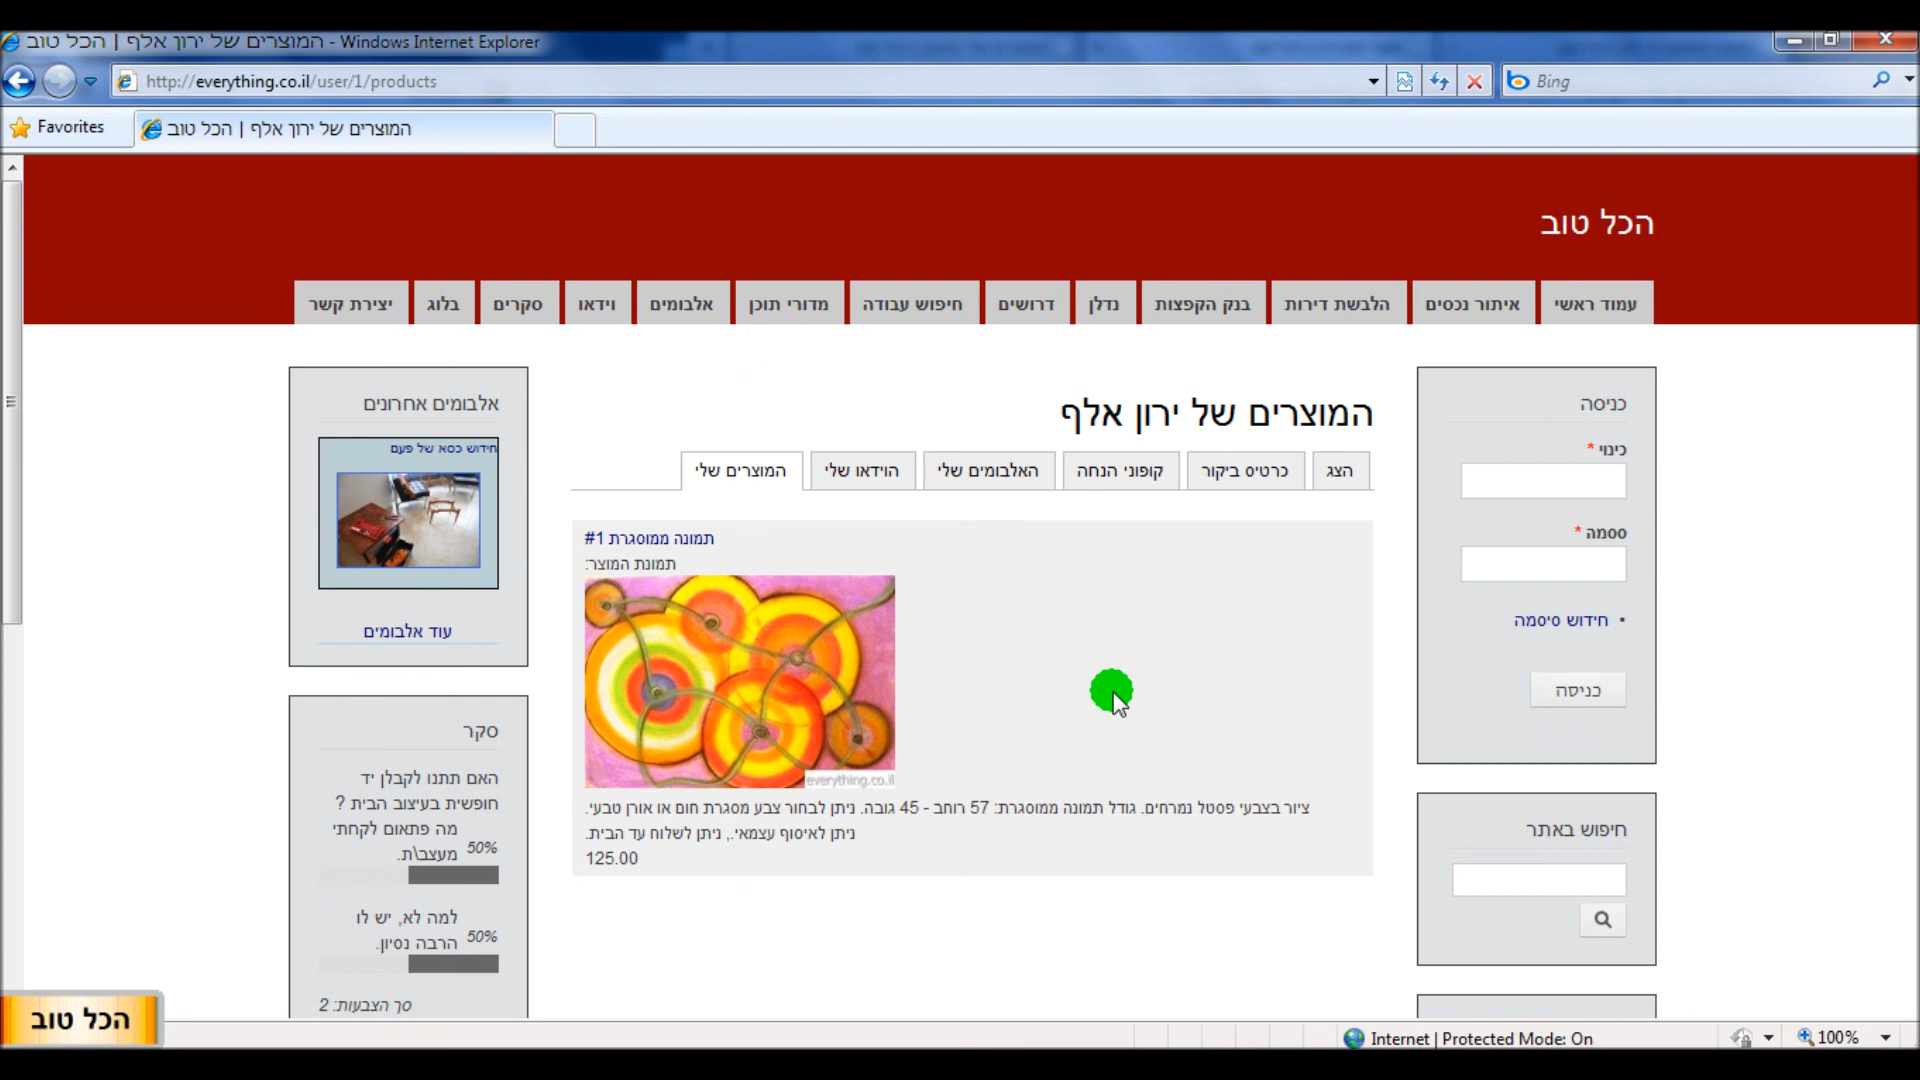 המוצרים של ירון אלף | הכל טוב - Windows Internet Explorer
http://everything.co.il/user/1/products
Bing
Favorites
המוצרים של ירון אלף | הכל טוב
הכל טוב
עמוד ראשי
איתור נכסים
הלבשת דירות
בנק הקפצות
נדלן
דרושים
חיפוש עבודה
מדורי תוכן
אלבומים
וידאו
סקרים
בלוג
יצירת קשר
כניסה
כינוי *
סמסה *
חידוש סיסמה
כניסה
חיפוש באתר
המוצרים של ירון אלף
הצג
כרטיס ביקור
קופוני הנחה
האלבומים שלי
הוידאו שלי
המוצרים שלי
תמונה ממוסגרת #1
תמונת המוצר:
everything.co.il
ציור בצבעי פסטל נמרחים. גודל תמונה ממוסגרת: 57 רוחב - 45 גובה. ניתן לבחור צבע מסגרת חום או אורן טבעי.
ניתן לאיסוף עצמאי., ניתן לשלוח עד הבית.
125.00
אלבומים אחרונים
חידוש כסא של פעם
עוד אלבומים
סקר
האם תתנו לקבלן יד
חופשית בעיצוב הבית ?
מה פתאום לקחתי
מעצב\ת.
50%
למה לא, יש לו
הרבה נסיון.
50%
סך הצבעות: 2
הכל טוב
Internet | Protected Mode: On
100%